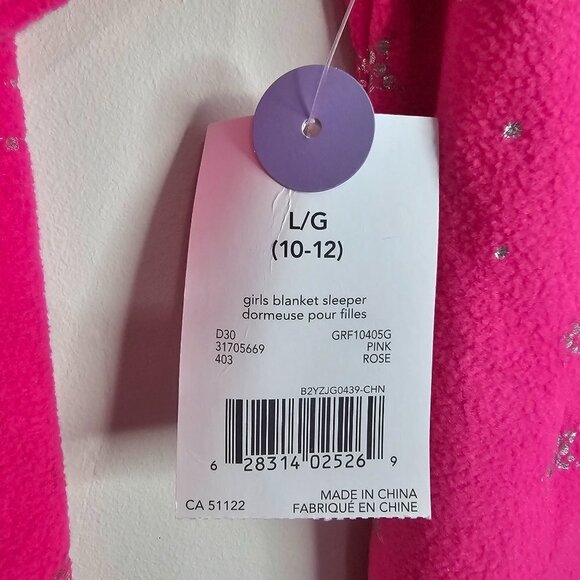 L/G
(10-12)
girls blanket sleeper
dormeuse pour filles
D30 GRF10405G
31705669 PINK
403 ROSE
B2YZJG0439-CHN
6 28314 02526 9
CA 51122 MADE IN CHINA
FABRIQUÉ EN CHINE